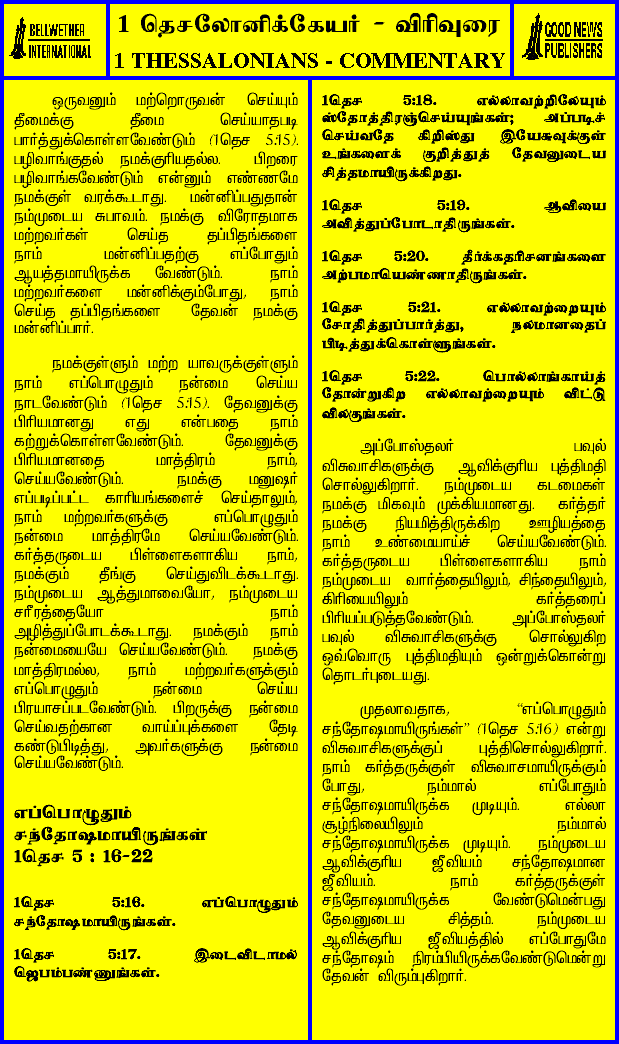 BELLWETHER
INTERNATIONAL
1 தெசலோனிக்கேயர் - விரிவுரை
1 THESSALONIANS - COMMENTARY
GOOD NEWS
PUBLISHERS
ஒருவனும் மற்றொருவன் செய்யும்
தீமைக்கு தீமை செய்யாதபடி
பார்த்துக்கொள்ளவேண்டும் (1தெச 5:15).
பழிவாங்குதல் நமக்குரியதல்ல. பிறரை
பழிவாங்கவேண்டும் என்னும் எண்ணமே
நமக்குள் வரக்கூடாது. மன்னிப்பதுதான்
நம்முடைய சுபாவம். நமக்கு விரோதமாக
மற்றவர்கள் செய்த தப்பிதங்களை
நாம் மன்னிப்பதற்கு எப்போதும்
ஆயத்தமாயிருக்க வேண்டும். நாம்
மற்றவர்களை மன்னிக்கும்போது, நாம்
செய்த தப்பிதங்களை தேவன் நமக்கு
மன்னிப்பார்.
நமக்குள்ளும் மற்ற யாவருக்குள்ளும்
நாம் எப்பொழுதும் நன்மை செய்ய
நாடவேண்டும் (1தெச 5:15). தேவனுக்கு
பிரியமானது எது என்பதை நாம்
கற்றுக்கொள்ளவேண்டும். தேவனுக்கு
பிரியமானதை மாத்திரம் நாம்,
செய்யவேண்டும். நமக்கு மனுஷர்
எப்படிப்பட்ட காரியங்களைச் செய்தாலும்,
நாம் மற்றவர்களுக்கு எப்பொழுதும்
நன்மை மாத்திரமே செய்யவேண்டும்.
கர்த்தருடைய பிள்ளைகளாகிய நாம்,
நமக்கும் தீங்கு செய்துவிடக்கூடாது.
நம்முடைய ஆத்துமாவையோ, நம்முடைய
சரீரத்தையோ நாம்
அழித்துப்போடக்கூடாது. நமக்கும் நாம்
நன்மையையே செய்யவேண்டும். நமக்கு
மாத்திரமல்ல, நாம் மற்றவர்களுக்கும்
எப்பொழுதும் நன்மை செய்ய
பிரயாசப்படவேண்டும். பிறருக்கு நன்மை
செய்வதற்கான வாய்ப்புக்களை தேடி
கண்டுபிடித்து, அவர்களுக்கு நன்மை
செய்யவேண்டும்.
எப்பொழுதும்
சந்தோஷமாயிருங்கள்
1தெச 5 : 16-22
1தெச 5:16. எப்பொழுதும்
சந்தோஷமாயிருங்கள்.
1தெச 5:17. இடைவிடாமல்
ஜெபம்பண்ணுங்கள்.
1தெச 5:18. எல்லாவற்றிலேயும்
ஸ்தோத்திரஞ்செய்யுங்கள்; அப்படிச்
செய்வதே கிறிஸ்து இயேசுவுக்குள்
உங்களைக் குறித்துத் தேவனுடைய
சித்தமாயிருக்கிறது.
1தெச 5:19. ஆவியை
அவித்துப்போடாதிருங்கள்.
1தெச 5:20. தீர்க்கதரிசனங்களை
அற்பமாயெண்ணாதிருங்கள்.
1தெச 5:21. எல்லாவற்றையும்
சோதித்துப்பார்த்து, நலமானதைப்
பிடித்துக்கொள்ளுங்கள்.
1தெச 5:22. பொல்லாங்காய்த்
தோன்றுகிற எல்லாவற்றையும் விட்டு
விலகுங்கள்.
அப்போஸ்தலர் பவுல்
விசுவாசிகளுக்கு ஆவிக்குரிய புத்திமதி
சொல்லுகிறார். நம்முடைய கடமைகள்
நமக்கு மிகவும் முக்கியமானது. கர்த்தர்
நமக்கு நியமித்திருக்கிற ஊழியத்தை
நாம் உண்மையாய்ச் செய்யவேண்டும்.
கர்த்தருடைய பிள்ளைகளாகிய நாம்
நம்முடைய வார்த்தையிலும், சிந்தையிலும்,
கிரியையிலும் கர்த்தரைப்
பிரியப்படுத்தவேண்டும். அப்போஸ்தலர்
பவுல் விசுவாசிகளுக்கு சொல்லுகிற
ஒவ்வொரு புத்திமதியும் ஒன்றுக்கொன்று
தொடர்புடையது.
முதலாவதாக, “எப்பொழுதும்
சந்தோஷமாயிருங்கள்” (1தெச 5:16) என்று
விசுவாசிகளுக்குப் புத்திசொல்லுகிறார்.
நாம் கர்த்தருக்குள் விசுவாசமாயிருக்கும்
போது, நம்மால் எப்போதும்
சந்தோஷமாயிருக்க முடியும். எல்லா
சூழ்நிலையிலும் நம்மால்
சந்தோஷமாயிருக்க முடியும். நம்முடைய
ஆவிக்குரிய ஜீவியம் சந்தோஷமான
ஜீவியம். நாம் கர்த்தருக்குள்
சந்தோஷமாயிருக்க வேண்டுமென்பது
தேவனுடைய சித்தம். நம்முடைய
ஆவிக்குரிய ஜீவியத்தில் எப்போதுமே
சந்தோஷம் நிரம்பியிருக்கவேண்டுமென்று
தேவன் விரும்புகிறார்.